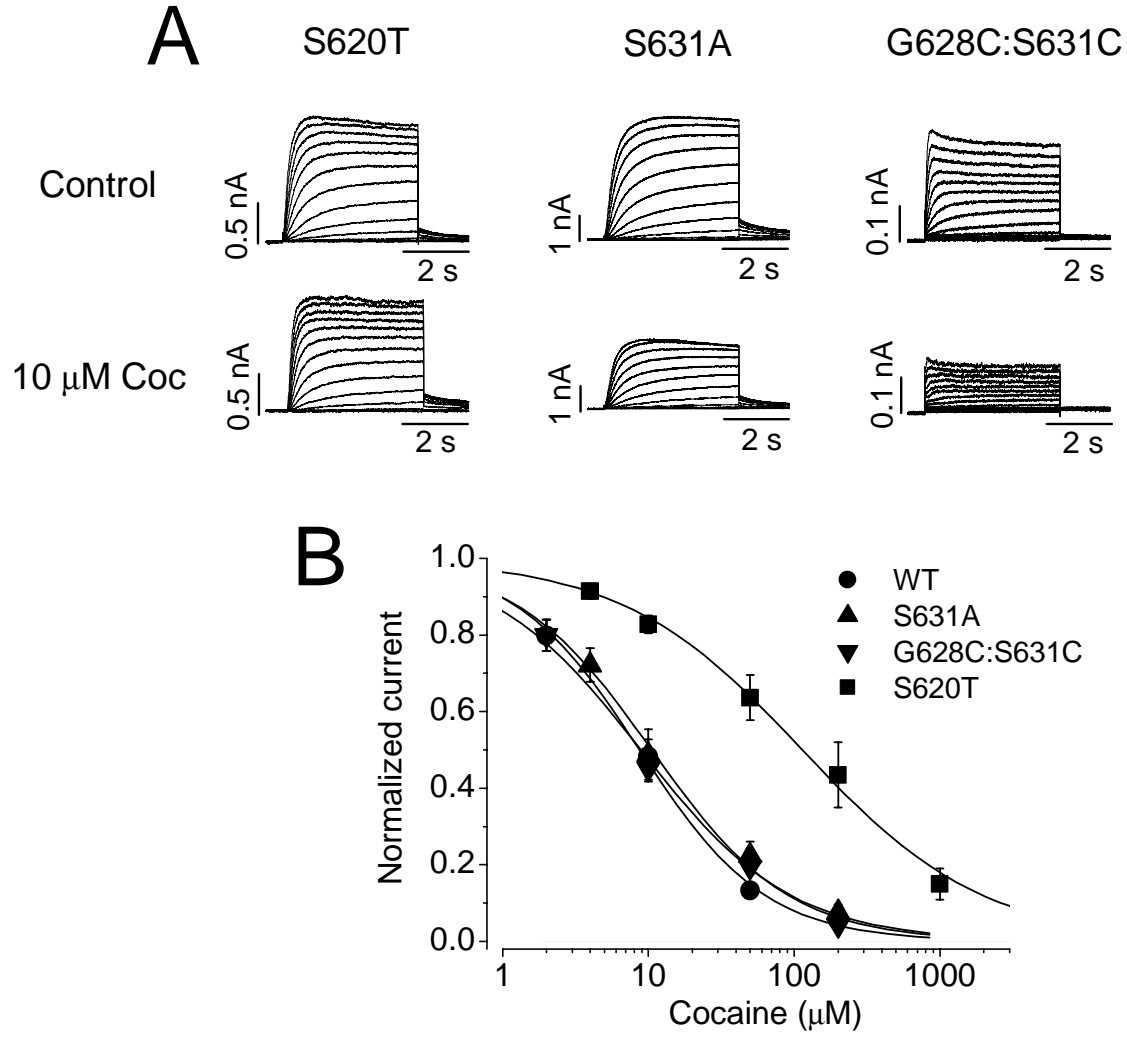 A
S620T
S631A
G628C:S631C
Control
0.5 nA
1 nA
0.1 nA
2 s
2 s
2 s
10 μM Coc
0.5 nA
1 nA
0.1 nA
2 s
2 s
2 s
B
1.0
0.8
0.6
0.4
0.2
0.0
Normalized current
WT
S631A
G628C:S631C
S620T
1 10 100 1000
Cocaine (μM)